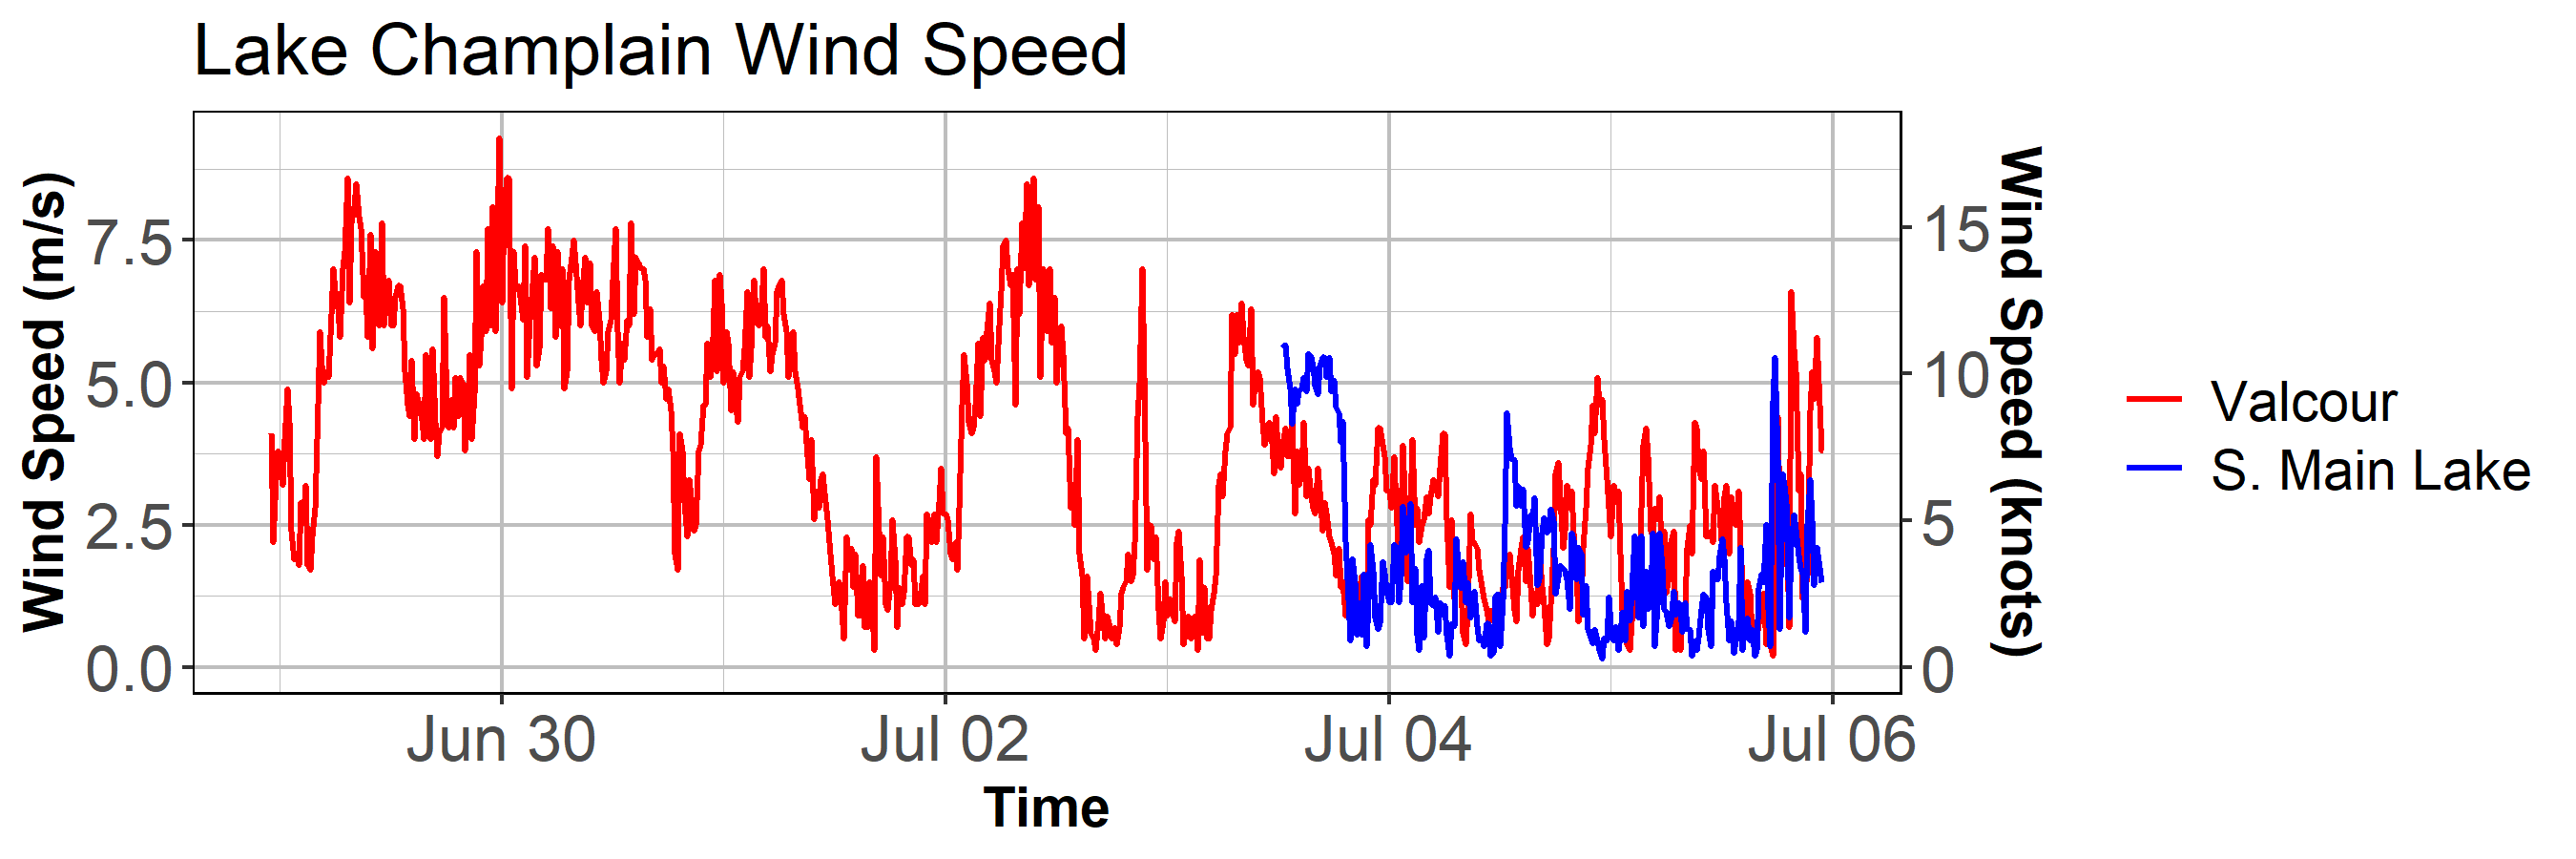 Lake Champlain Wind Speed
Wind Speed (m/s)
7.5
5.0
2.5
0.0
15
10
5
0
Wind Speed (knots)
Jun 30
Jul 02
Jul 04
Jul 06
Time
Valcour
S. Main Lake